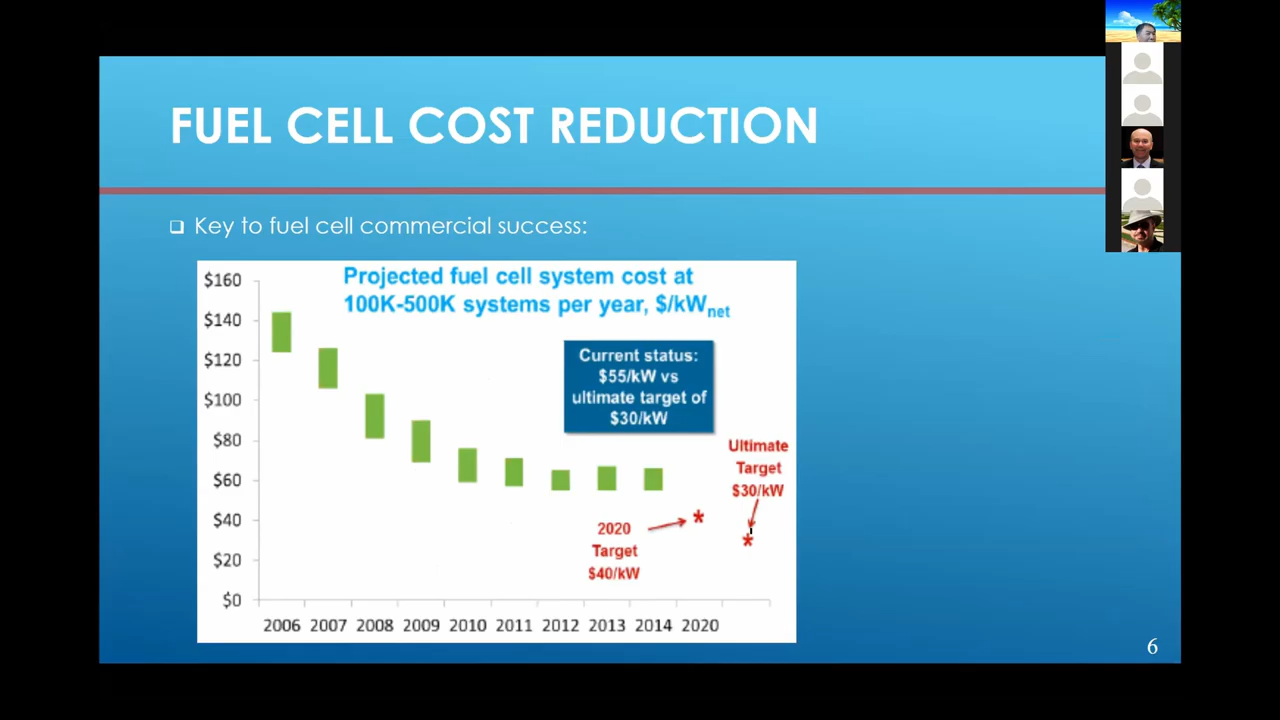 FUEL CELL COST REDUCTION
❑ Key to fuel cell commercial success:
Projected fuel cell system cost at
100K-500K systems per year, $/kWnet
$160
$140
$120
$100
$80
$60
$40
$20
$0
Current status:
$55/kW vs
ultimate target of
$30/kW
Ultimate
Target
$30/kW
2020
Target
$40/kW
2006 2007 2008 2009 2010 2011 2012 2013 2014 2020
6